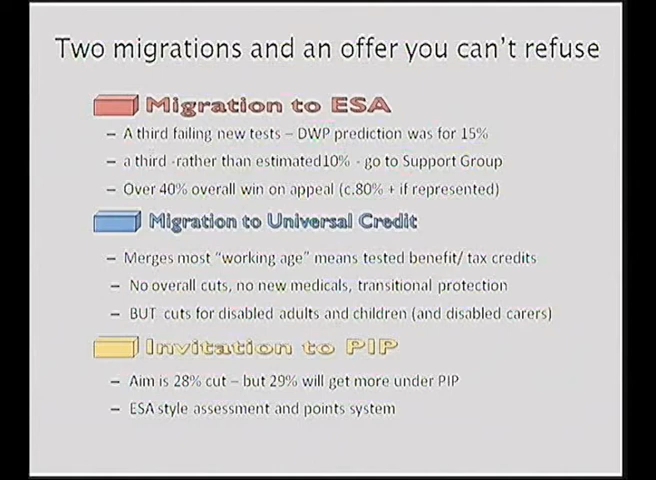 Two migrations and an offer you can't refuse
Migration to ESA
– A third failing new tests – DWP prediction was for 15%
– a third -rather than estimated10% - go to Support Group
– Over 40% overall win on appeal (c.80% + if represented)
Migration to Universal Credit
– Merges most "working age" means tested benefit/ tax credits
– No overall cuts, no new medicals, transitional protection
– BUT cuts for disabled adults and children (and disabled carers)
Invitation to PIP
– Aim is 28% cut – but 29% will get more under PIP
– ESA style assessment and points system